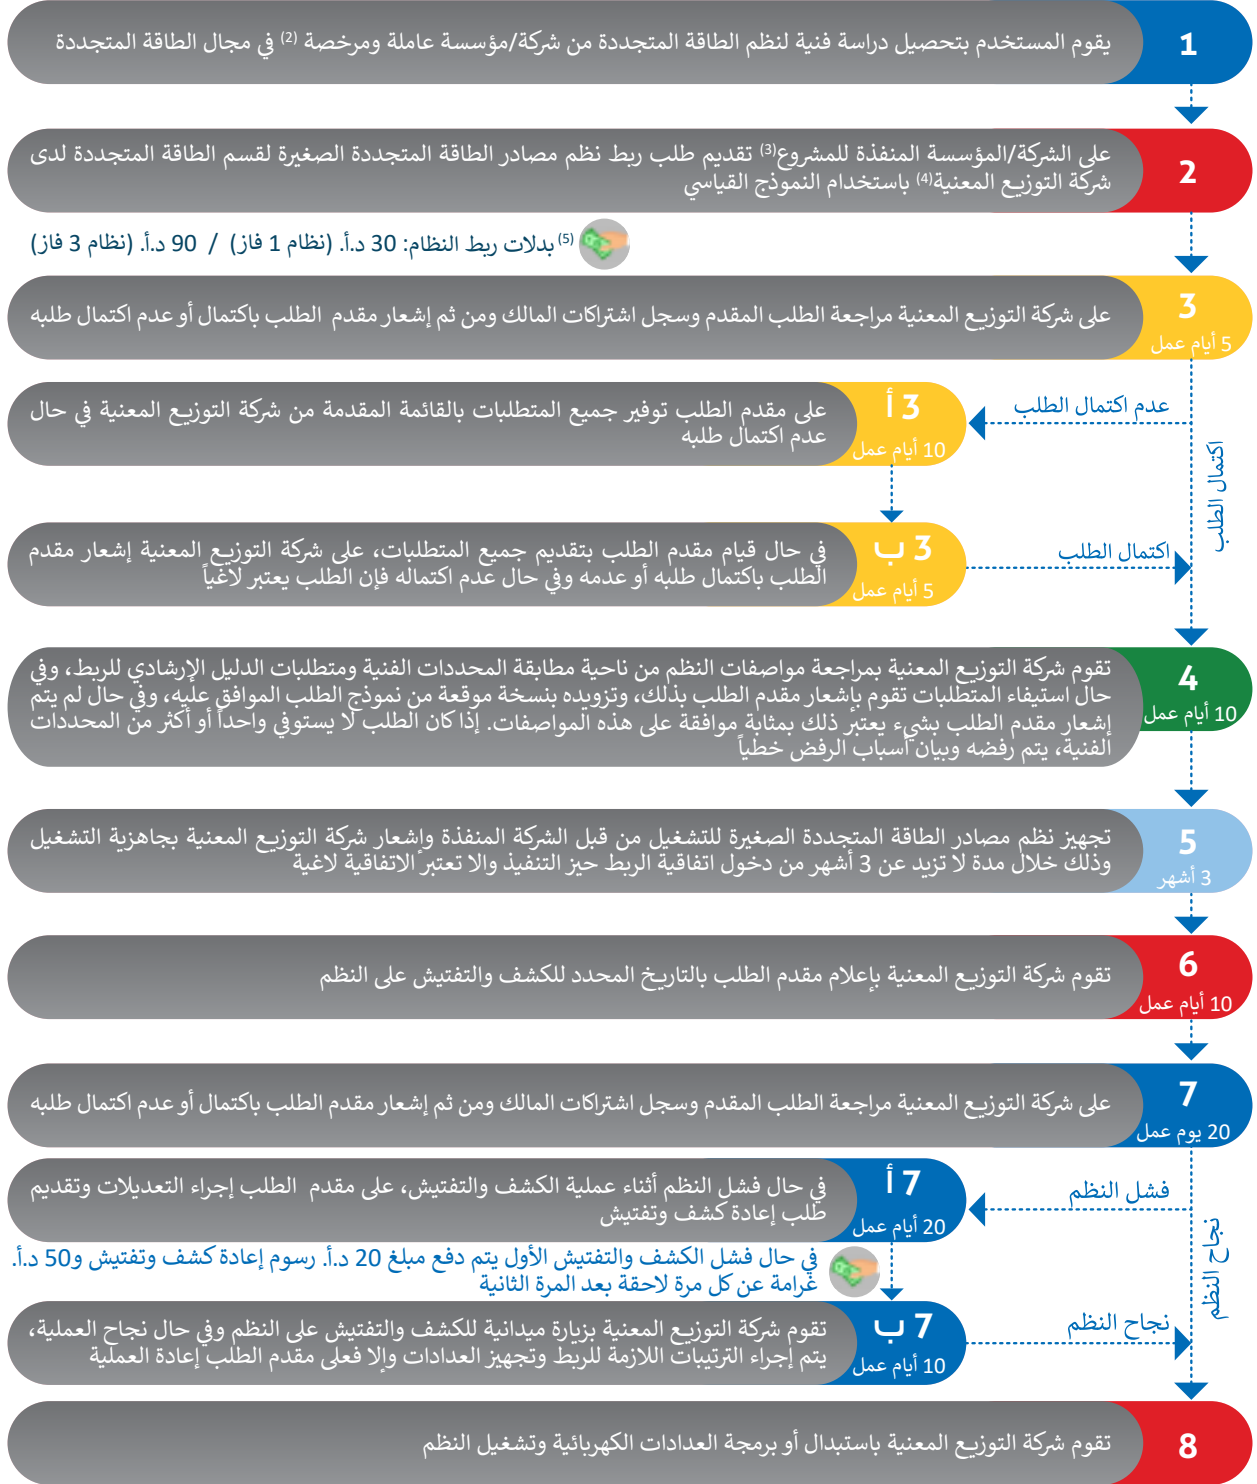 1
يقوم المستخدم بتحصيل دراسة فنية لنظم الطاقة المتجددة من شركة/مؤسسة عاملة ومرخصة (2) في مجال الطاقة المتجددة
2
على الشركة/المؤسسة المنفذة للمشروع(3) تقديم طلب ربط نظم مصادر الطاقة المتجددة الصغيرة لقسم الطاقة المتجددة لدى
شركة التوزيع المعنية(4) باستخدام النموذج القياسي
(5) بدلات ربط النظام: 30 د.أ. (نظام 1 فاز) / 90 د.أ. (نظام 3 فاز)
3
5 أيام عمل
على شركة التوزيع المعنية مراجعة الطلب المقدم وسجل اشتراكات المالك ومن ثم إشعار مقدم الطلب باكتمال أو عدم اكتمال طلبه
عدم اكتمال الطلب
اكتمال الطلب
3 أ
10 أيام عمل
على مقدم الطلب توفير جميع المتطلبات بالقائمة المقدمة من شركة التوزيع المعنية في حال
عدم اكتمال طلبه
اكتمال الطلب
3 ب
5 أيام عمل
في حال قيام مقدم الطلب بتقديم جميع المتطلبات، على شركة التوزيع المعنية إشعار مقدم
الطلب باكتمال طلبه أو عدمه وفي حال عدم اكتماله فإن الطلب يعتبر لاغياً
4
10 أيام عمل
تقوم شركة التوزيع المعنية بمراجعة مواصفات النظم من ناحية مطابقة المحددات الفنية ومتطلبات الدليل الإرشادي للربط، وفي
حال استيفاء المتطلبات تقوم بإشعار مقدم الطلب بذلك، وتزويده بنسخة موقعة من نموذج الطلب الموافق عليه، وفي حال لم يتم
إشعار مقدم الطلب بشيء يعتبر ذلك بمثابة موافقة على هذه المواصفات. إذا كان الطلب لا يستوفي واحداً أو أكثر من المحددات
الفنية، يتم رفضه وبيان أسباب الرفض خطياً
5
3 أشهر
تجهيز نظم مصادر الطاقة المتجددة الصغيرة للتشغيل من قبل الشركة المنفذة وإشعار شركة التوزيع المعنية بجاهزية التشغيل
وذلك خلال مدة لا تزيد عن 3 أشهر من دخول اتفاقية الربط حيز التنفيذ والا تعتبر الاتفاقية لاغية
6
10 أيام عمل
تقوم شركة التوزيع المعنية بإعلام مقدم الطلب بالتاريخ المحدد للكشف والتفتيش على النظم
7
20 يوم عمل
على شركة التوزيع المعنية مراجعة الطلب المقدم وسجل اشتراكات المالك ومن ثم إشعار مقدم الطلب باكتمال أو عدم اكتمال طلبه
فشل النظم
نجاح النظم
7 أ
20 أيام عمل
في حال فشل النظم أثناء عملية الكشف والتفتيش، على مقدم الطلب إجراء التعديلات وتقديم
طلب إعادة كشف وتفتيش
في حال فشل الكشف والتفتيش الأول يتم دفع مبلغ 20 د.أ. رسوم إعادة كشف وتفتيش و50 د.أ.
غرامة عن كل مرة لاحقة بعد المرة الثانية
نجاح النظم
7 ب
10 أيام عمل
تقوم شركة التوزيع المعنية بزيارة ميدانية للكشف والتفتيش على النظم وفي حال نجاح العملية،
يتم إجراء الترتيبات اللازمة للربط وتجهيز العدادات وإلا فعلى مقدم الطلب إعادة العملية
8
تقوم شركة التوزيع المعنية باستبدال أو برمجة العدادات الكهربائية وتشغيل النظم